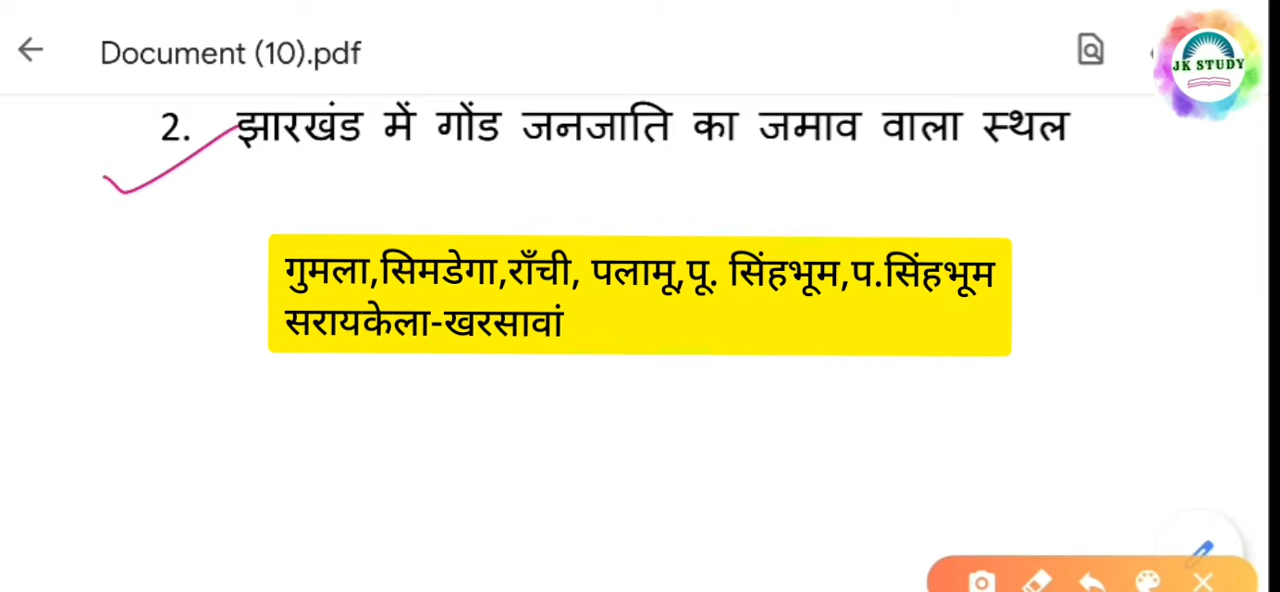 Document (10).pdf
JK STUDY
2. झारखंड में गोंड जनजाति का जमाव वाला स्थल
गुमला,सिमडेगा,राँची, पलामू,पू. सिंहभूम,प.सिंहभूम
सरायकेला-खरसावां